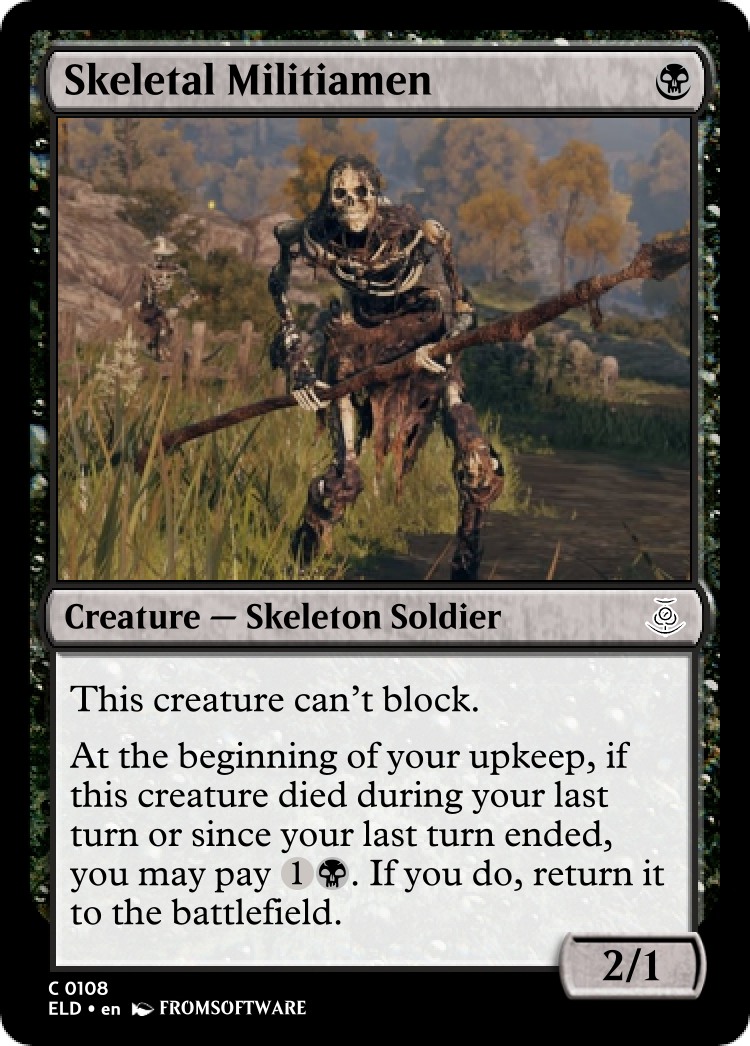 Skeletal Militiamen
Creature — Skeleton Soldier
This creature can't block.
At the beginning of your upkeep, if
this creature died during your last
turn or since your last turn ended,
you may pay 1. If you do, return it
to the battlefield.
2/1
C 0108
ELD • en FROMSOFTWARE